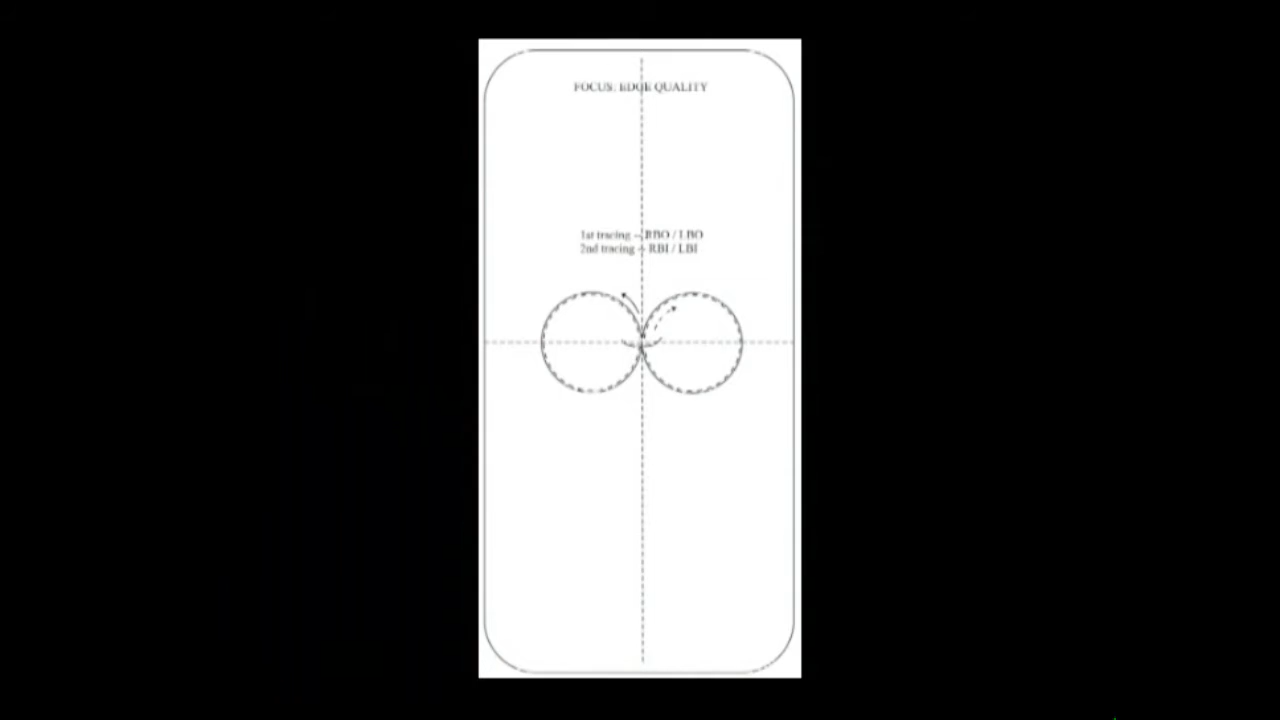 FOCUS: EDGE QUALITY
1st tracing – RBO / LBO
2nd tracing – RBI / LBI